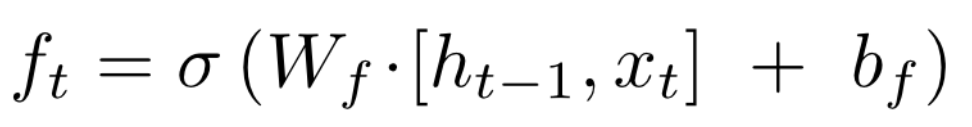 f_t = σ (W_f · [h_{t−1}, x_t] + b_f)